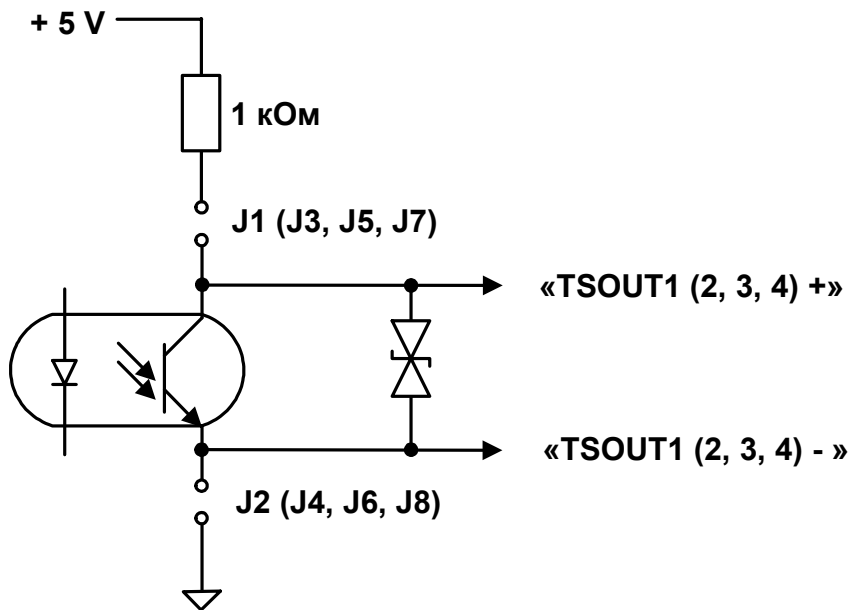 + 5 V
1 кОм
J1 (J3, J5, J7)
«TSOUT1 (2, 3, 4) +»
«TSOUT1 (2, 3, 4) - »
J2 (J4, J6, J8)